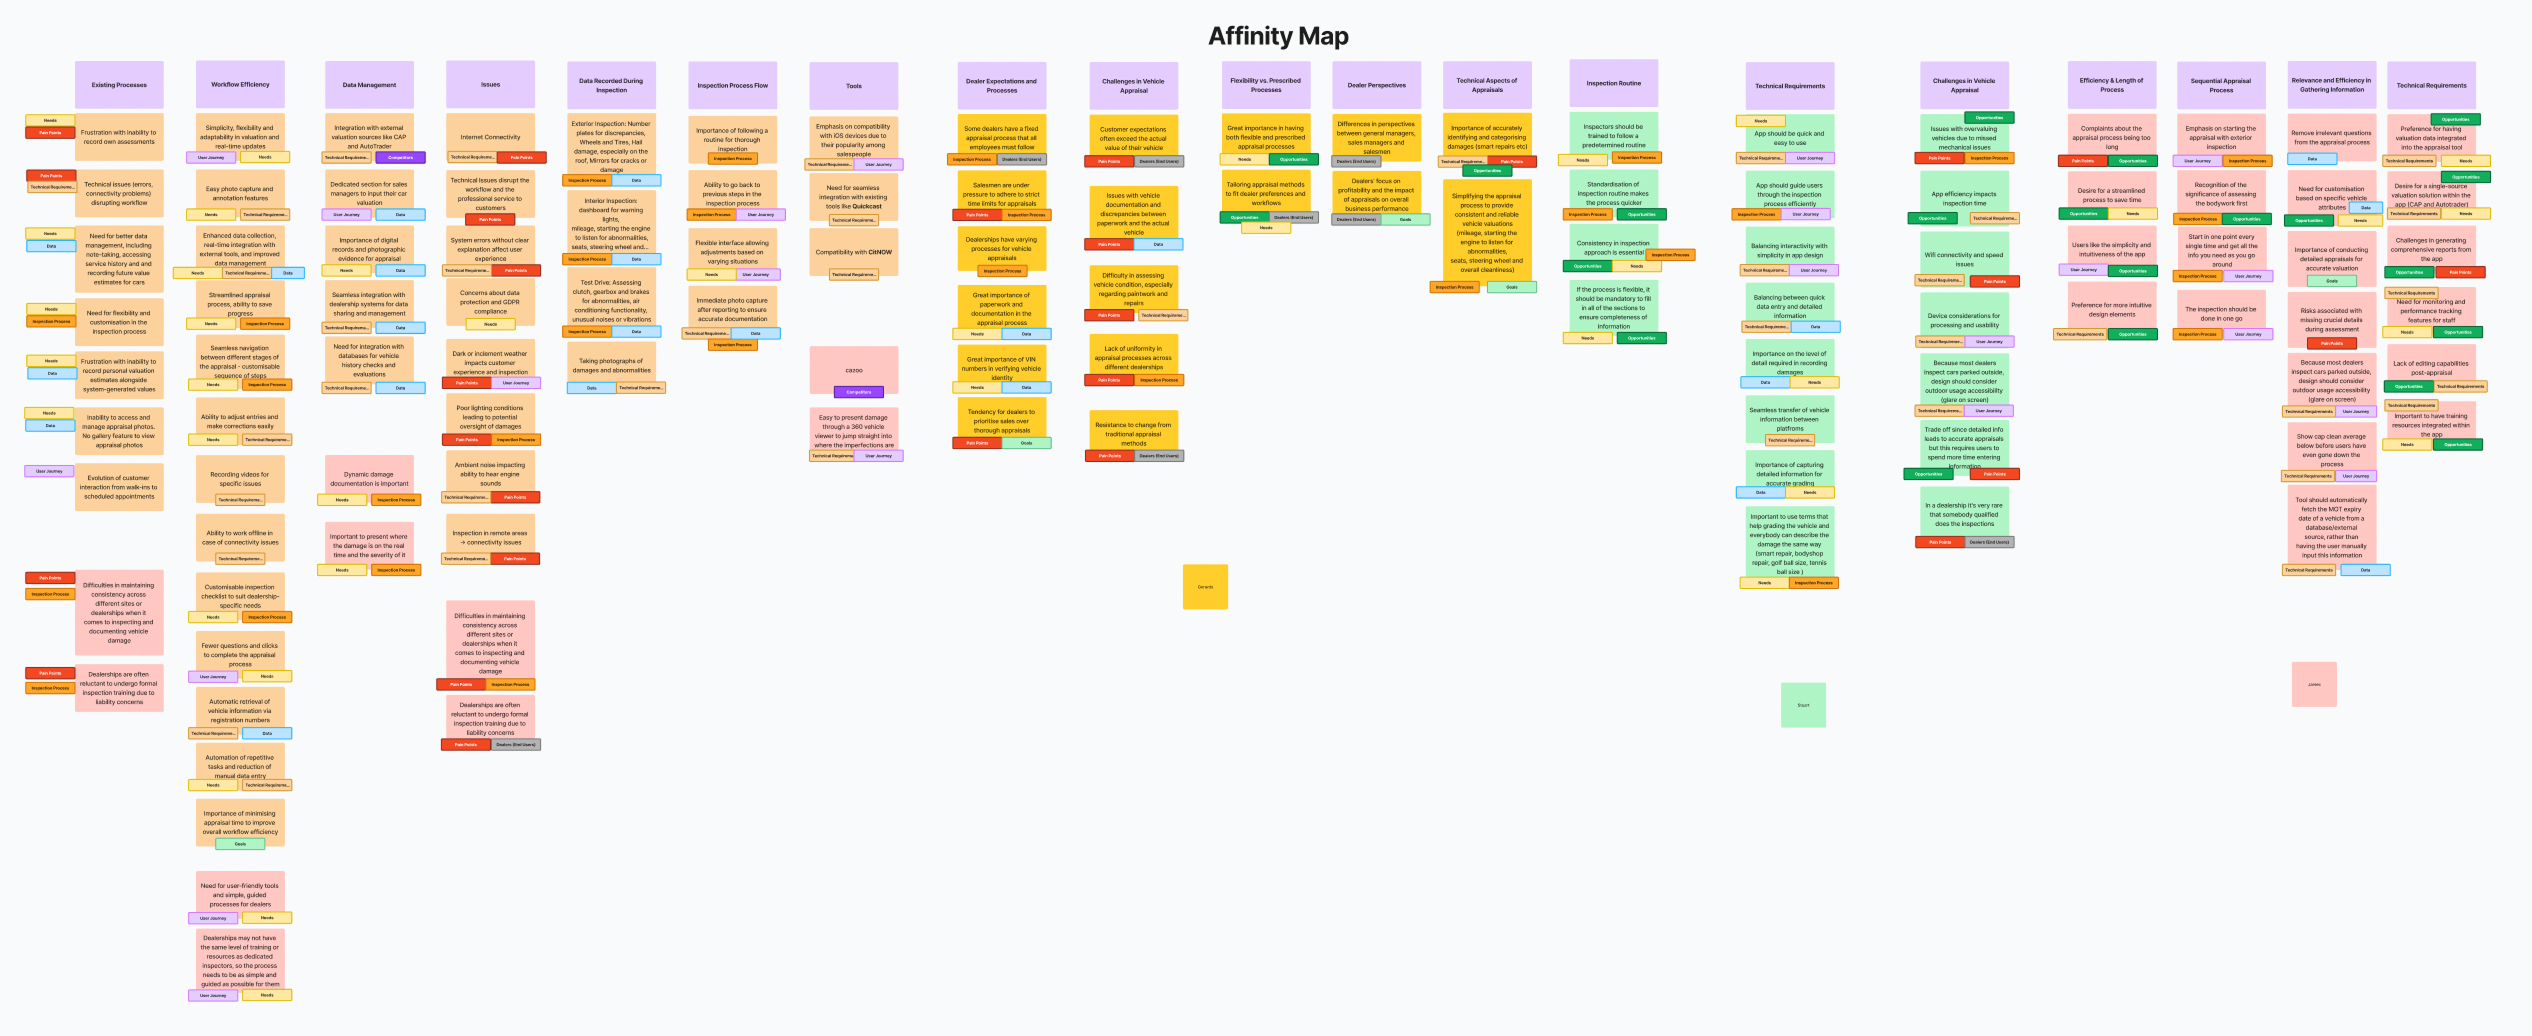 Affinity Map
Existing Processes
Needs
Pain Points
Frustration with inability to
record own assessments
Pain Points
Technical Requireme...
Technical issues (errors,
connectivity problems)
disrupting workflow
Needs
Data
Need for better data
management, including
note-taking, accessing
service history and and
recording future value
estimates for cars
Needs
Inspection Process
Need for flexibility and
customisation in the
inspection process
Needs
Data
Frustration with inability to
record personal valuation
estimates alongside
system-generated values
Needs
Data
Inability to access and
manage appraisal photos.
No gallery feature to view
appraisal photos
User Journey
Evolution of customer
interaction from walk-ins to
scheduled appointments
Pain Points
Inspection Process
Difficulties in maintaining
consistency across
different sites or
dealerships when it
comes to inspecting and
documenting vehicle
damage
Pain Points
Inspection Process
Dealerships are often
reluctant to undergo formal
inspection training due to
liability concerns
Workflow Efficiency
Simplicity, flexibility and
adaptability in valuation and
real-time updates
User Journey
Needs
Easy photo capture and
annotation features
Needs
Technical Requireme...
Enhanced data collection,
real-time integration with
external tools, and improved
data management
Needs
Technical Requireme...
Data
Streamlined appraisal
process, ability to save
progress
Needs
Inspection Process
Seamless navigation
between different stages of
the appraisal - customisable
sequence of steps
Needs
Inspection Process
Ability to adjust entries and
make corrections easily
Needs
Technical Requireme...
Recording videos for
specific issues
Technical Requireme...
Ability to work offline in
case of connectivity issues
Technical Requireme...
Customisable inspection
checklist to suit dealership-
specific needs
Needs
Inspection Process
Fewer questions and clicks
to complete the appraisal
process
User Journey
Needs
Automatic retrieval of
vehicle information via
registration numbers
Technical Requireme...
Data
Automation of repetitive
tasks and reduction of
manual data entry
Needs
Technical Requireme...
Importance of minimising
appraisal time to improve
overall workflow efficiency
Goals
Need for user-friendly tools
and simple, guided
processes for dealers
User Journey
Needs
Dealerships may not have
the same level of training or
resources as dedicated
inspectors, so the process
needs to be as simple and
guided as possible for them
User Journey
Needs
Data Management
Integration with external
valuation sources like CAP
and AutoTrader
Technical Requireme...
Competitors
Dedicated section for sales
managers to input their car
valuation
User Journey
Data
Importance of digital
records and photographic
evidence for appraisal
Needs
Data
Seamless integration with
dealership systems for data
sharing and management
Technical Requireme...
Data
Need for integration with
databases for vehicle
history checks and
evaluations
Technical Requireme...
Data
Dynamic damage
documentation is important
Needs
Inspection Process
Important to present where
the damage is on the real
time and the severity of it
Needs
Inspection Process
Issues
Internet Connectivity
Technical Requireme...
Pain Points
Technical Issues disrupt the
workflow and the
professional service to
customers
Pain Points
System errors without clear
explanation affect user
experience
Technical Requireme...
Pain Points
Concerns about data
protection and GDPR
compliance
Needs
Dark or inclement weather
impacts customer
experience and inspection
Pain Points
User Journey
Poor lighting conditions
leading to potential
oversight of damages
Pain Points
Inspection Process
Ambient noise impacting
ability to hear engine
sounds
Technical Requireme...
Pain Points
Inspection in remote areas
→ connectivity issues
Technical Requireme...
Pain Points
Difficulties in maintaining
consistency across
different sites or
dealerships when it
comes to inspecting and
documenting vehicle
damage
Pain Points
Inspection Process
Dealerships are often
reluctant to undergo formal
inspection training due to
liability concerns
Pain Points
Dealers (End Users)
Data Recorded During
Inspection
Exterior Inspection: Number
plates for discrepancies,
Wheels and Tires, Hail
damage, especially on the
roof, Mirrors for cracks or
damage
Inspection Process
Data
Interior Inspection:
dashboard for warning
lights,
mileage, starting the engine
to listen for abnormalities,
seats, steering wheel and...
Inspection Process
Data
Test Drive: Assessing
clutch, gearbox and brakes
for abnormalities, air
conditioning functionality,
unusual noises or vibrations
Inspection Process
Data
Taking photographs of
damages and abnormalities
Data
Technical Requireme...
Inspection Process Flow
Importance of following a
routine for thorough
inspection
Inspection Process
Ability to go back to
previous steps in the
inspection process
Inspection Process
User Journey
Flexible interface allowing
adjustments based on
varying situations
Needs
User Journey
Immediate photo capture
after reporting to ensure
accurate documentation
Technical Requireme...
Data
Inspection Process
Tools
Emphasis on compatibility
with iOS devices due to
their popularity among
salespeople
Technical Requireme...
User Journey
Need for seamless
integration with existing
tools like Quickcast
Technical Requireme...
Compatibility with CitNOW
Technical Requireme...
cazoo
Competitors
Easy to present damage
through a 360 vehicle
viewer to jump straight into
where the imperfections are
Technical Requireme
User Journey
Dealer Expectations and
Processes
Some dealers have a fixed
appraisal process that all
employees must follow
Inspection Process
Dealers (End Users)
Salesmen are under
pressure to adhere to strict
time limits for appraisals
Pain Points
Inspection Process
Dealerships have varying
processes for vehicle
appraisals
Inspection Process
Great importance of
paperwork and
documentation in the
appraisal process
Needs
Data
Great importance of VIN
numbers in verifying vehicle
identity
Needs
Data
Tendency for dealers to
prioritise sales over
thorough appraisals
Pain Points
Goals
Challenges in Vehicle
Appraisal
Customer expectations
often exceed the actual
value of their vehicle
Pain Points
Dealers (End Users)
Issues with vehicle
documentation and
discrepancies between
paperwork and the actual
vehicle
Pain Points
Data
Difficulty in assessing
vehicle condition, especially
regarding paintwork and
repairs
Pain Points
Technical Requireme...
Lack of uniformity in
appraisal processes across
different dealerships
Pain Points
Inspection Process
Resistance to change from
traditional appraisal
methods
Pain Points
Dealers (End Users)
Flexibility vs. Prescribed
Processes
Great importance in having
both flexible and prescribed
appraisal processes
Needs
Opportunities
Tailoring appraisal methods
to fit dealer preferences and
workflows
Opportunities
Dealers (End Users)
Needs
Dealer Perspectives
Differences in perspectives
between general managers,
sales managers and
salesmen
Dealers (End Users)
Dealers' focus on
profitability and the impact
of appraisals on overall
business performance
Dealers (End Users)
Goals
Technical Aspects of
Appraisals
Importance of accurately
identifying and categorising
damages (smart repairs etc)
Technical Requireme...
Pain Points
Opportunities
Simplifying the appraisal
process to provide
consistent and reliable
vehicle valuations
(mileage, starting the
engine to listen for
abnormalities,
seats, steering wheel and
overall cleanliness)
Inspection Process
Goals
Inspection Routine
Inspectors should be
trained to follow a
predetermined routine
Needs
Inspection Process
Standardisation of
inspection routine makes
the process quicker
Inspection Process
Opportunities
Consistency in inspection
approach is essential
Inspection Process
Opportunities
Needs
If the process is flexible, it
should be mandatory to fill
in all of the sections to
ensure completeness of
information
Needs
Opportunities
Technical Requirements
Needs
App should be quick and
easy to use
Technical Requireme...
User Journey
App should guide users
through the inspection
process efficiently
Inspection Process
User Journey
Balancing interactivity with
simplicity in app design
Technical Requireme...
User Journey
Balancing between quick
data entry and detailed
information
Technical Requireme...
Data
Importance on the level of
detail required in recording
damages
Data
Needs
Seamless transfer of vehicle
information between
platfroms
Technical Requireme...
Importance of capturing
detailed information for
accurate grading
Data
Needs
Important to use terms that
help grading the vehicle and
everybody can describe the
damage the same way
(smart repair, bodyshop
repair, golf ball size, tennis
ball size )
Needs
Inspection Process
Stuart
Challenges in Vehicle
Appraisal
Opportunities
Issues with overvaluing
vehicles due to missed
mechanical issues
Pain Points
Inspection Process
App efficiency impacts
inspection time
Opportunities
Technical Requireme...
Wifi connectivity and speed
issues
Technical Requireme...
Pain Points
Device considerations for
processing and usability
Technical Requireme...
User Journey
Because most dealers
inspect cars parked outside,
design should consider
outdoor usage accessibility
(glare on screen)
Technical Requireme...
User Journey
Trade off since detailed info
leads to accurate appraisals
but this requires users to
spend more time entering
information
Opportunities
Pain Points
In a dealership it's very rare
that somebody qualified
does the inspections
Pain Points
Dealers (End Users)
Efficiency & Length of
Process
Complaints about the
appraisal process being too
long
Pain Points
Opportunities
Desire for a streamlined
process to save time
Opportunities
Needs
Users like the simplicity and
intuitiveness of the app
User Journey
Opportunities
Preference for more intuitive
design elements
Technical Requirements
Opportunities
Sequential Appraisal
Process
Emphasis on starting the
appraisal with exterior
inspection
User Journey
Inspection Process
Recognition of the
significance of assessing
the bodywork first
Inspection Process
Opportunities
Start in one point every
single time and get all the
info you need as you go
around
Inspection Process
User Journey
The inspection should be
done in one go
Inspection Process
User Journey
Relevance and Efficiency in
Gathering Information
Remove irrelevant questions
from the appraisal process
Data
Need for customisation
based on specific vehicle
attributes
Data
Opportunities
Needs
Importance of conducting
detailed appraisals for
accurate valuation
Goals
Risks associated with
missing crucial details
during assessment
Pain Points
Because most dealers
inspect cars parked outside,
design should consider
outdoor usage accessibility
(glare on screen)
Technical Requirements
User Journey
Show cap clean average
below before users have
even gone down the
process
Technical Requirements
User Journey
Tool should automatically
fetch the MOT expiry
date of a vehicle from a
database/external
source, rather than
having the user manually
input this information
Technical Requirements
Data
James
Technical Requirements
Opportunities
Preference for having
valuation data integrated
into the appraisal tool
Technical Requirements
Needs
Opportunities
Desire for a single-source
valuation solution within the
app (CAP and Autotrader)
Technical Requirements
Needs
Challenges in generating
comprehensive reports from
the app
Opportunities
Pain Points
Technical Requirements
Need for monitoring and
performance tracking
features for staff
Needs
Opportunities
Lack of editing capabilities
post-appraisal
Opportunities
Technical Requirements
Technical Requirements
Important to have training
resources integrated within
the app
Needs
Opportunities